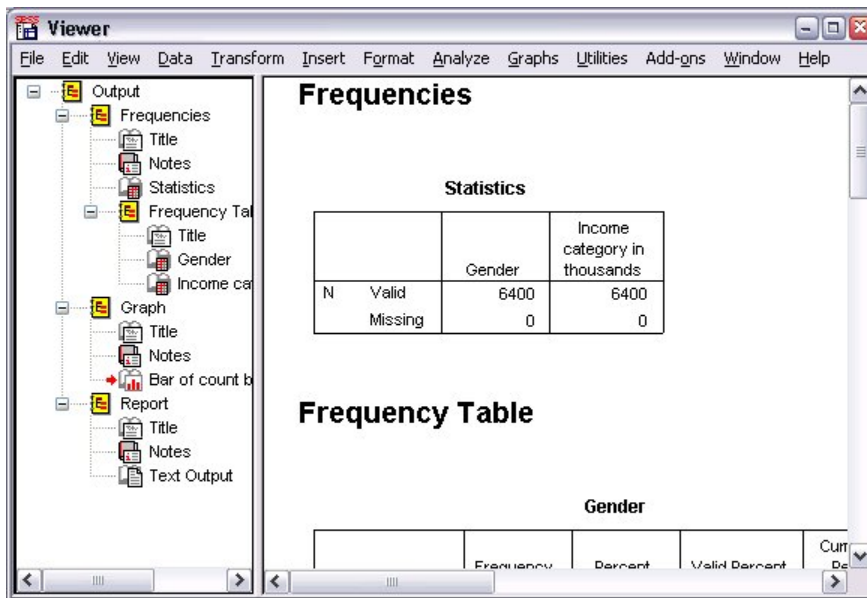 Viewer
File Edit View Data Transform Insert Format Analyze Graphs Utilities Add-ons Window Help
Output
Frequencies
Title
Notes
Statistics
Frequency Tal
Title
Gender
Income ca
Graph
Title
Notes
Bar of count b
Report
Title
Notes
Text Output
Frequencies
Statistics
Gender
Income
category in
thousands
N Valid 6400 6400
Missing 0 0
Frequency Table
Gender
Frequency Percent Valid Percent